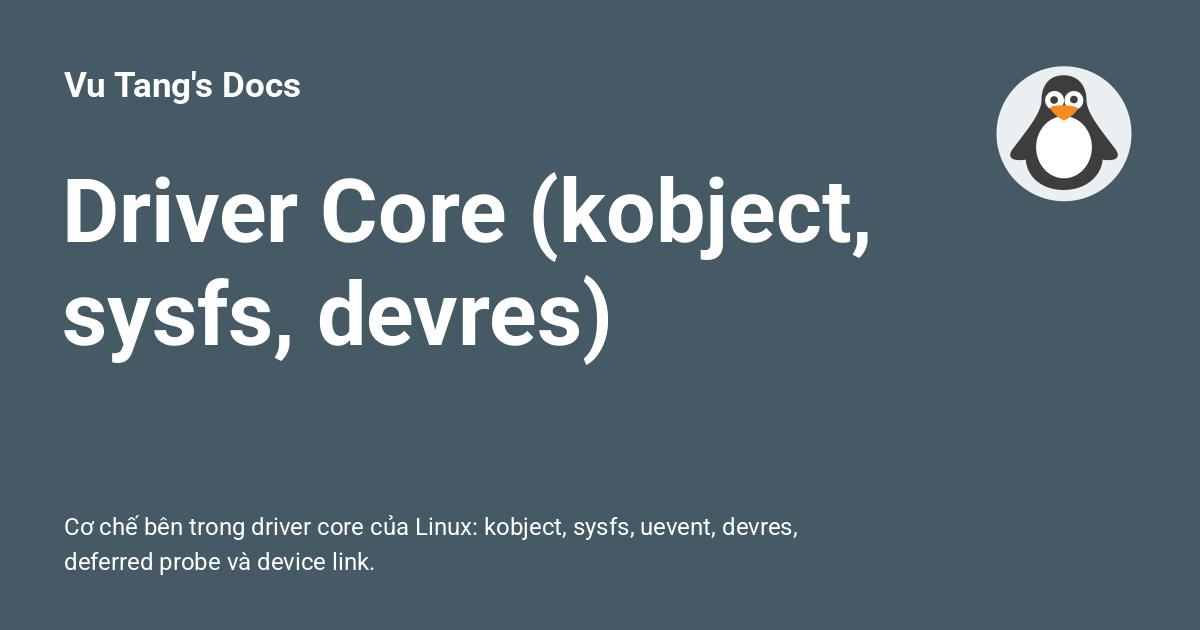 Vu Tang's Docs
Driver Core (kobject,
sysfs, devres)
Cơ chế bên trong driver core của Linux: kobject, sysfs, uevent, devres,
deferred probe và device link.